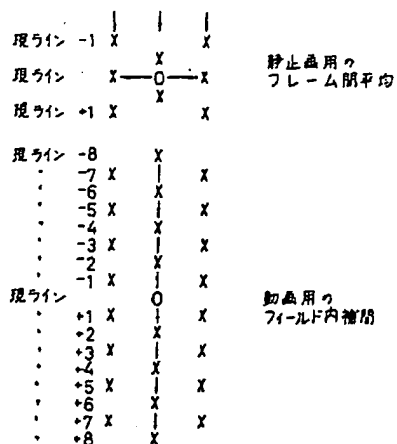 現ライン -1 X X
X
現ライン X O X
X
現ライン +1 X X
静止画用の
フレーム間平均
現ライン -8 X
" -7 X X
-6 X
" -5 X X
-4 X
" -3 X X
-2 X
" -1 X X
現ライン O
" +1 X X
+2 X
" +3 X X
+4 X
" +5 X X
+6 X
" +7 X X
" +8 X
動画用の
フィールド内補間